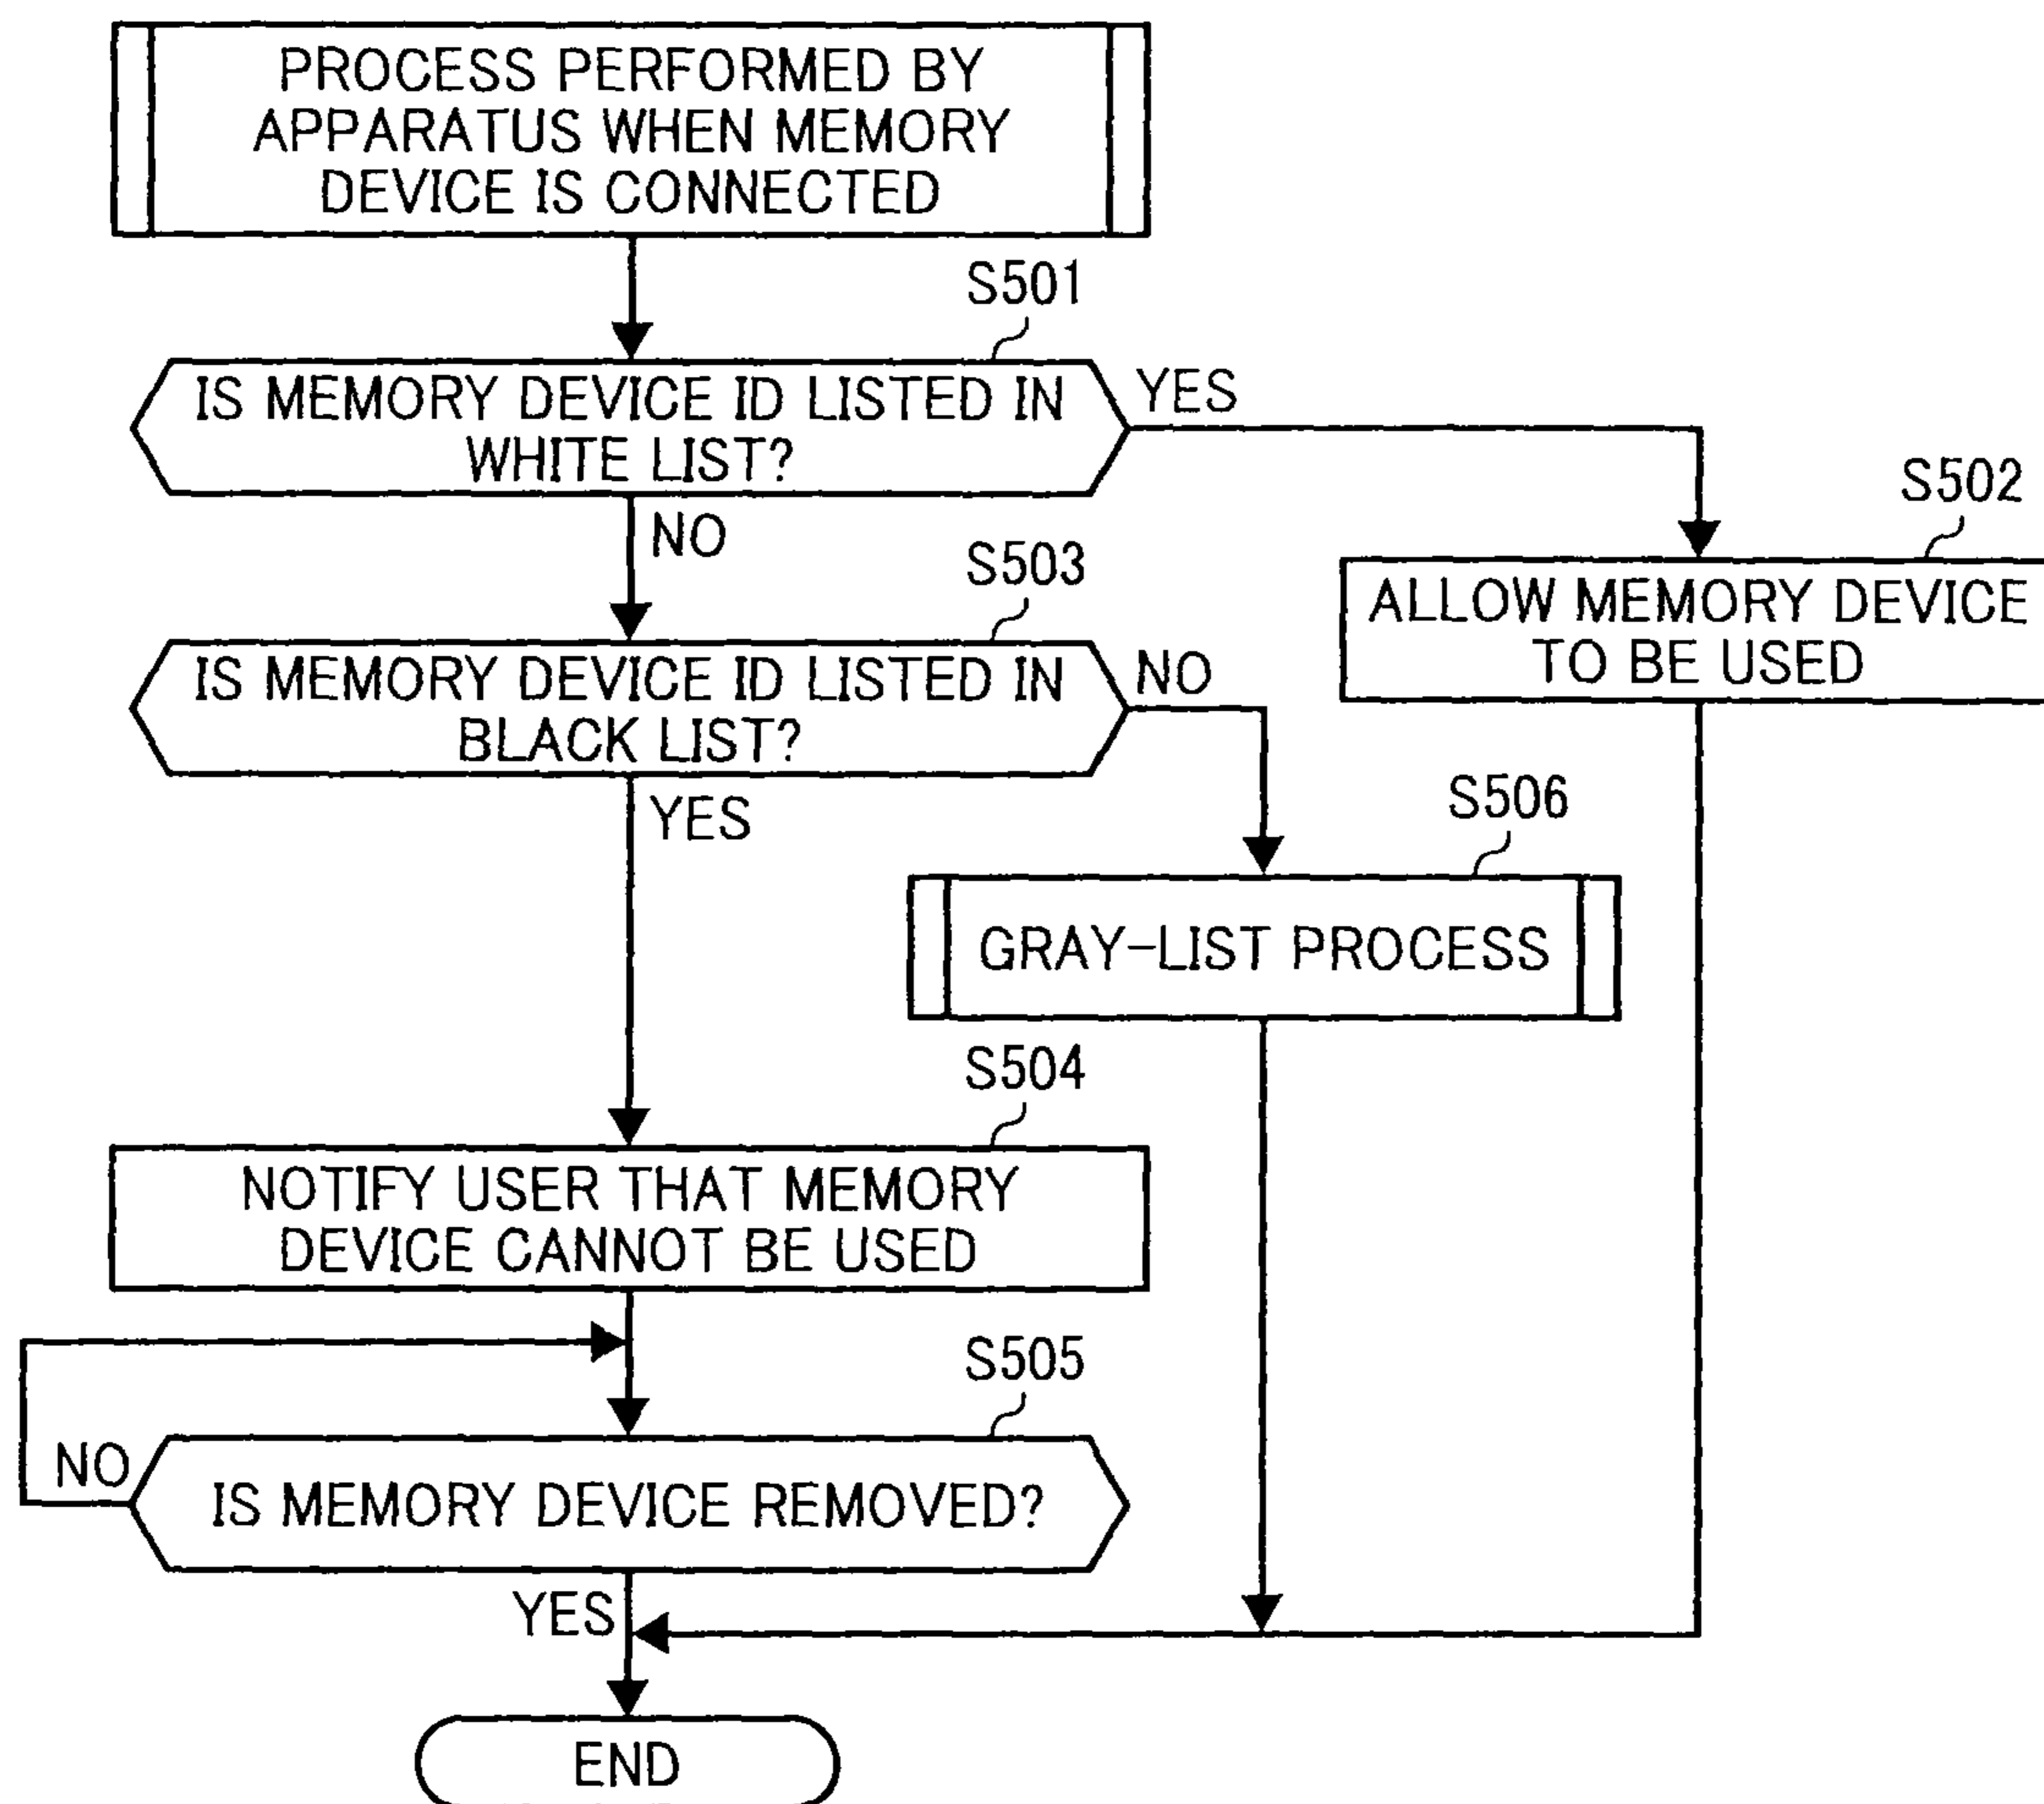 PROCESS PERFORMED BY
APPARATUS WHEN MEMORY
DEVICE IS CONNECTED
S501
IS MEMORY DEVICE ID LISTED IN
WHITE LIST?
YES
NO
S502
ALLOW MEMORY DEVICE
TO BE USED
S503
IS MEMORY DEVICE ID LISTED IN
BLACK LIST?
NO
YES
S506
GRAY-LIST PROCESS
S504
NOTIFY USER THAT MEMORY
DEVICE CANNOT BE USED
S505
IS MEMORY DEVICE REMOVED?
NO
YES
END